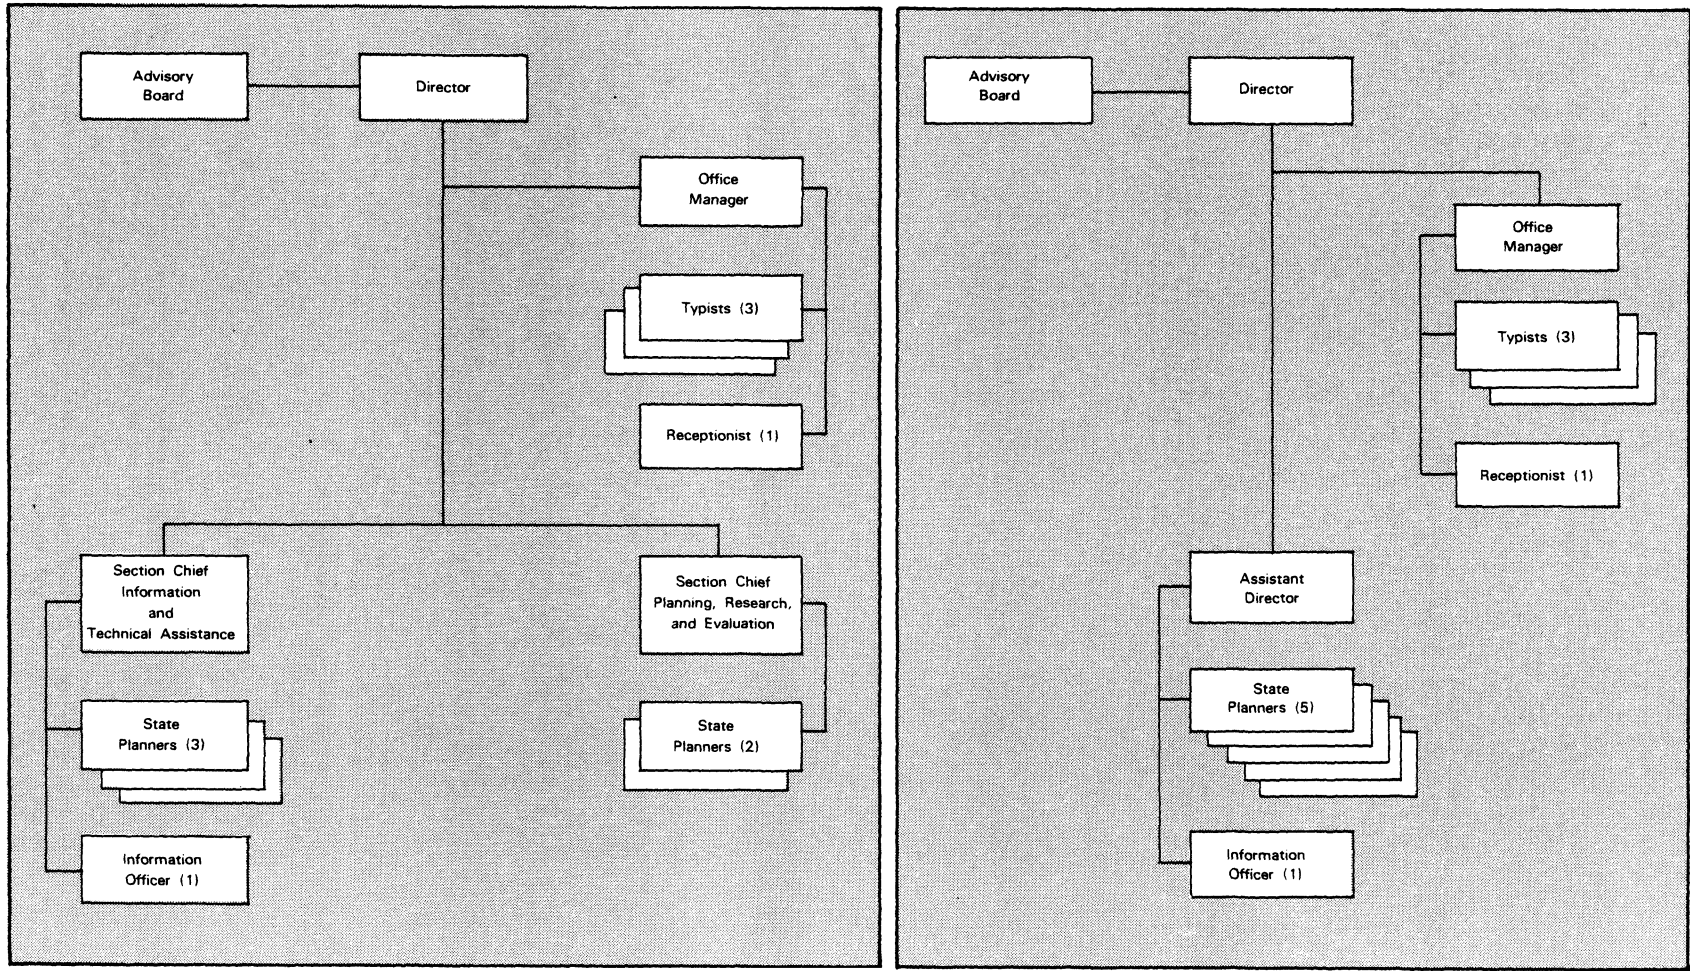 Advisory
Board
Director
Office
Manager
Typists (3)
Receptionist (1)
Section Chief
Information
and
Technical Assistance
Section Chief
Planning, Research,
and Evaluation
State
Planners (3)
State
Planners (2)
Information
Officer (1)
Advisory
Board
Director
Office
Manager
Typists (3)
Receptionist (1)
Assistant
Director
State
Planners (5)
Information
Officer (1)